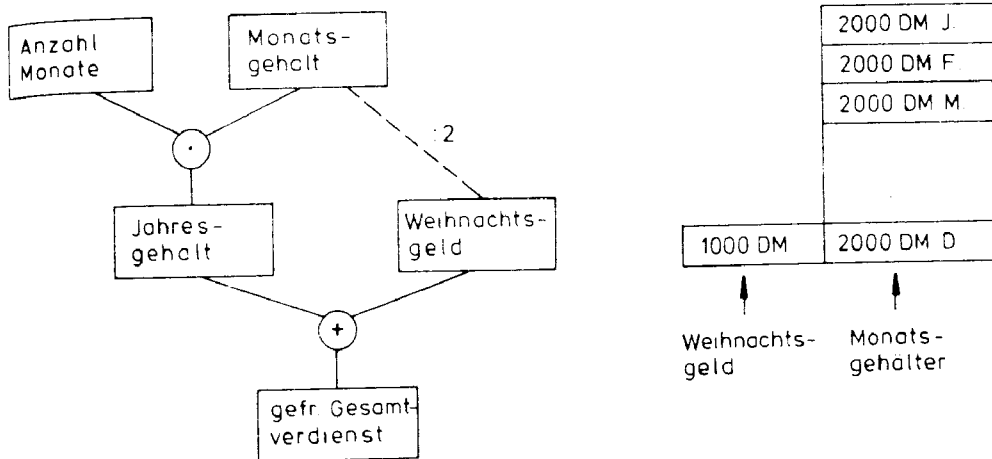 Anzahl
Monate
Monats-
gehalt
·
:2
Jahres-
gehalt
Weihnachts-
geld
+
gefr. Gesamt-
verdienst
2000 DM J.
2000 DM F.
2000 DM M.
1000 DM
2000 DM D
Weihnachts-
geld
Monats-
gehälter